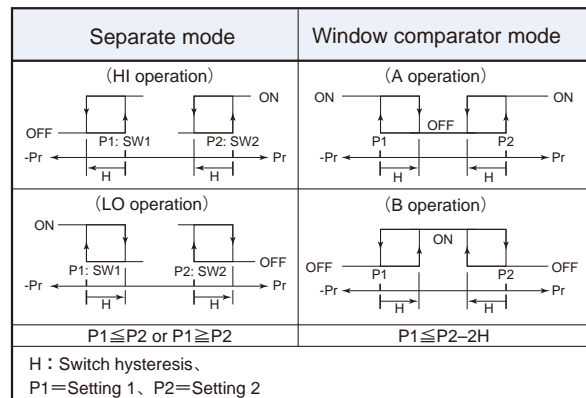 Separate mode
Window comparator mode
（HI operation）
ON
OFF
P1: SW1
P2: SW2
-Pr
Pr
H
H
（A operation）
ON
ON
OFF
P1
P2
-Pr
Pr
H
H
（LO operation）
ON
P1: SW1
P2: SW2
OFF
-Pr
Pr
H
H
（B operation）
ON
OFF
P1
P2
OFF
-Pr
Pr
H
H
P1≦P2 or P1≧P2
P1≦P2–2H
H：Switch hysteresis、
P1＝Setting 1、P2＝Setting 2